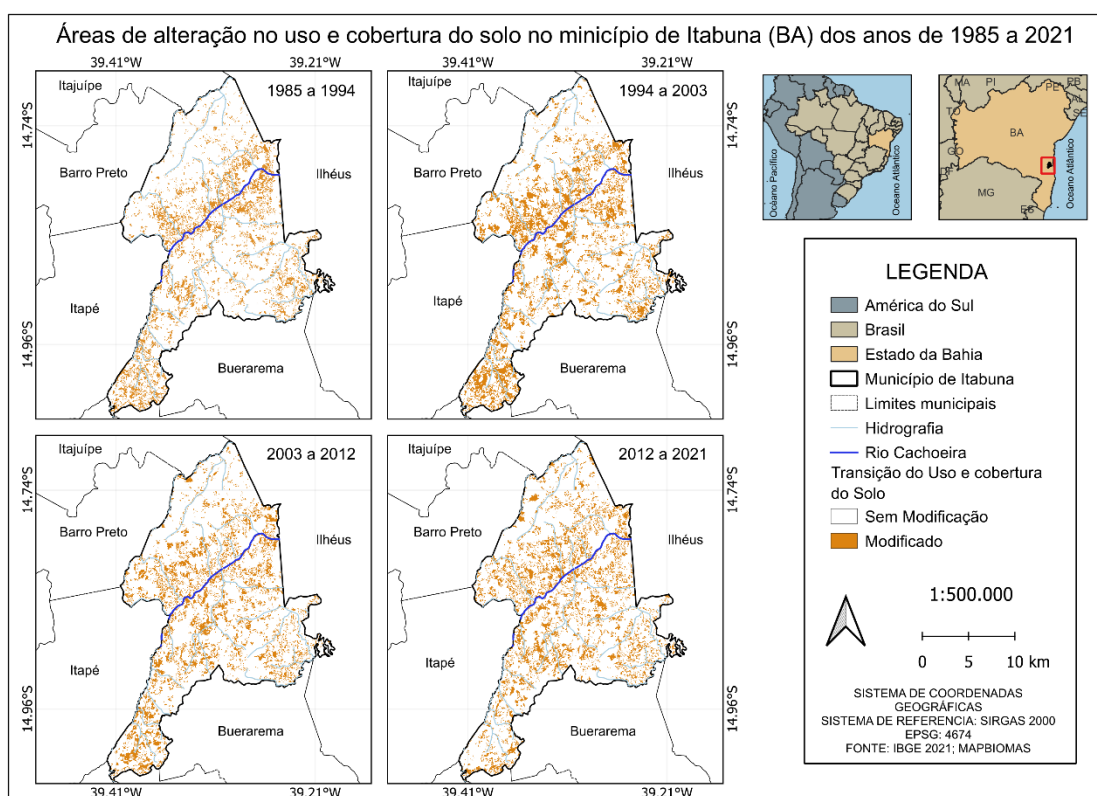 Áreas de alteração no uso e cobertura do solo no minicípio de Itabuna (BA) dos anos de 1985 a 2021
39.41°W 39.21°W
Itajuípe
1985 a 1994
14.74°S
Barro Preto
Ilhéus
Itapé
14.96°S
Buerarema
39.41°W 39.21°W
Itajuípe
1994 a 2003
14.74°S
Barro Preto
Ilhéus
Itapé
14.96°S
Buerarema
Itajuípe
2003 a 2012
14.74°S
Barro Preto
Ilhéus
Itapé
14.96°S
Buerarema
39.41°W 39.21°W
Itajuípe
2012 a 2021
14.74°S
Barro Preto
Ilhéus
Itapé
14.96°S
Buerarema
39.41°W 39.21°W
Océano Pacífico
BA
Oceano Atlântico
MA
PI
PE
PB
AL
SE
TO
BA
GO
DF
MG
ES
Oceano Atlântico
LEGENDA
América do Sul
Brasil
Estado da Bahia
Município de Itabuna
Limites municipais
Hidrografia
Rio Cachoeira
Transição do Uso e cobertura
do Solo
Sem Modificação
Modificado
1:500.000
0 5 10 km
SISTEMA DE COORDENADAS
GEOGRÁFICAS
SISTEMA DE REFERENCIA: SIRGAS 2000
EPSG: 4674
FONTE: IBGE 2021; MAPBIOMAS